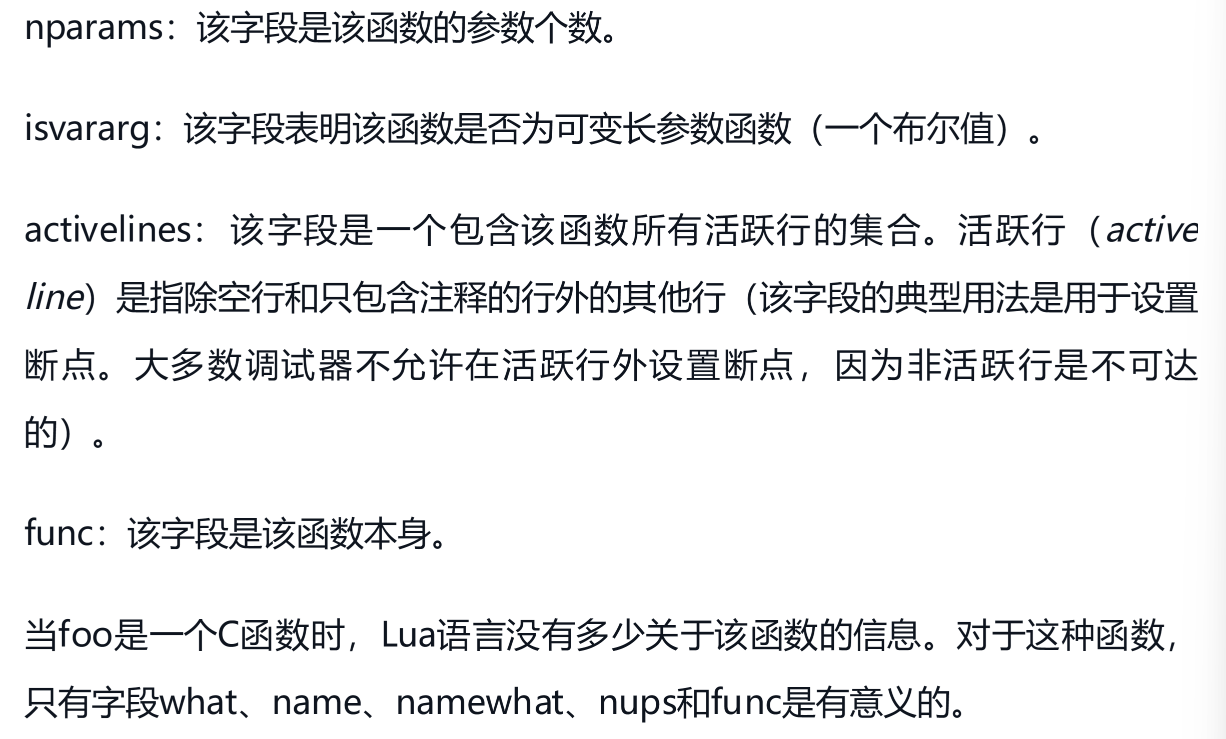 nparams：该字段是该函数的参数个数。
isvararg：该字段表明该函数是否为可变长参数函数（一个布尔值）。
activelines：该字段是一个包含该函数所有活跃行的集合。活跃行（active
line）是指除空行和只包含注释的行外的其他行（该字段的典型用法是用于设置
断点。大多数调试器不允许在活跃行外设置断点，因为非活跃行是不可达
的）。
func：该字段是该函数本身。
当foo是一个C函数时，Lua语言没有多少关于该函数的信息。对于这种函数，
只有字段what、name、namewhat、nups和func是有意义的。